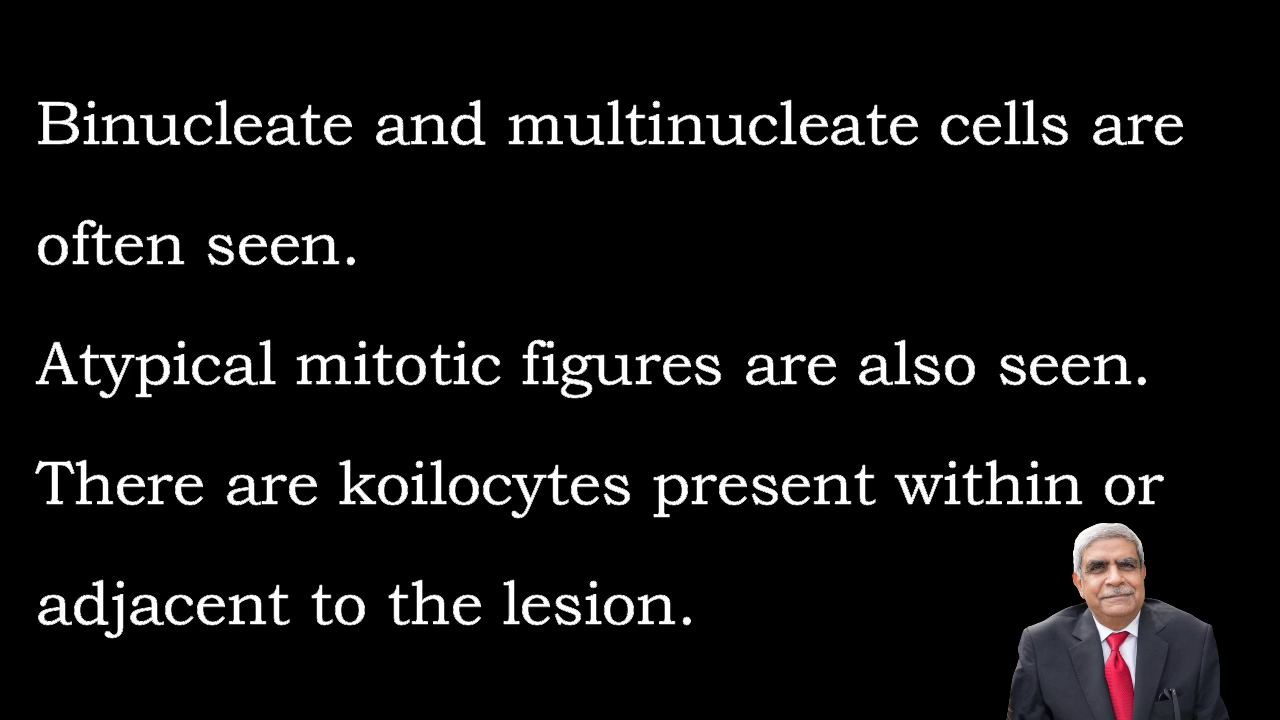 Binucleate and multinucleate cells are
often seen.
Atypical mitotic figures are also seen.
There are koilocytes present within or
adjacent to the lesion.